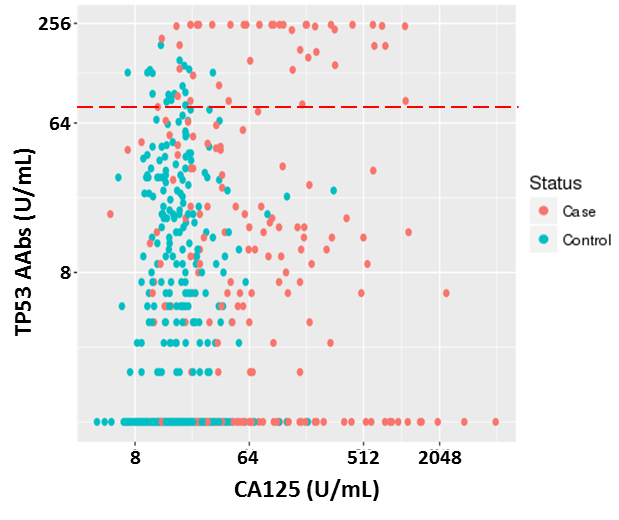 256
64
8
TP53 AAbs (U/mL)
8 64 512 2048
CA125 (U/mL)
Status
Case
Control